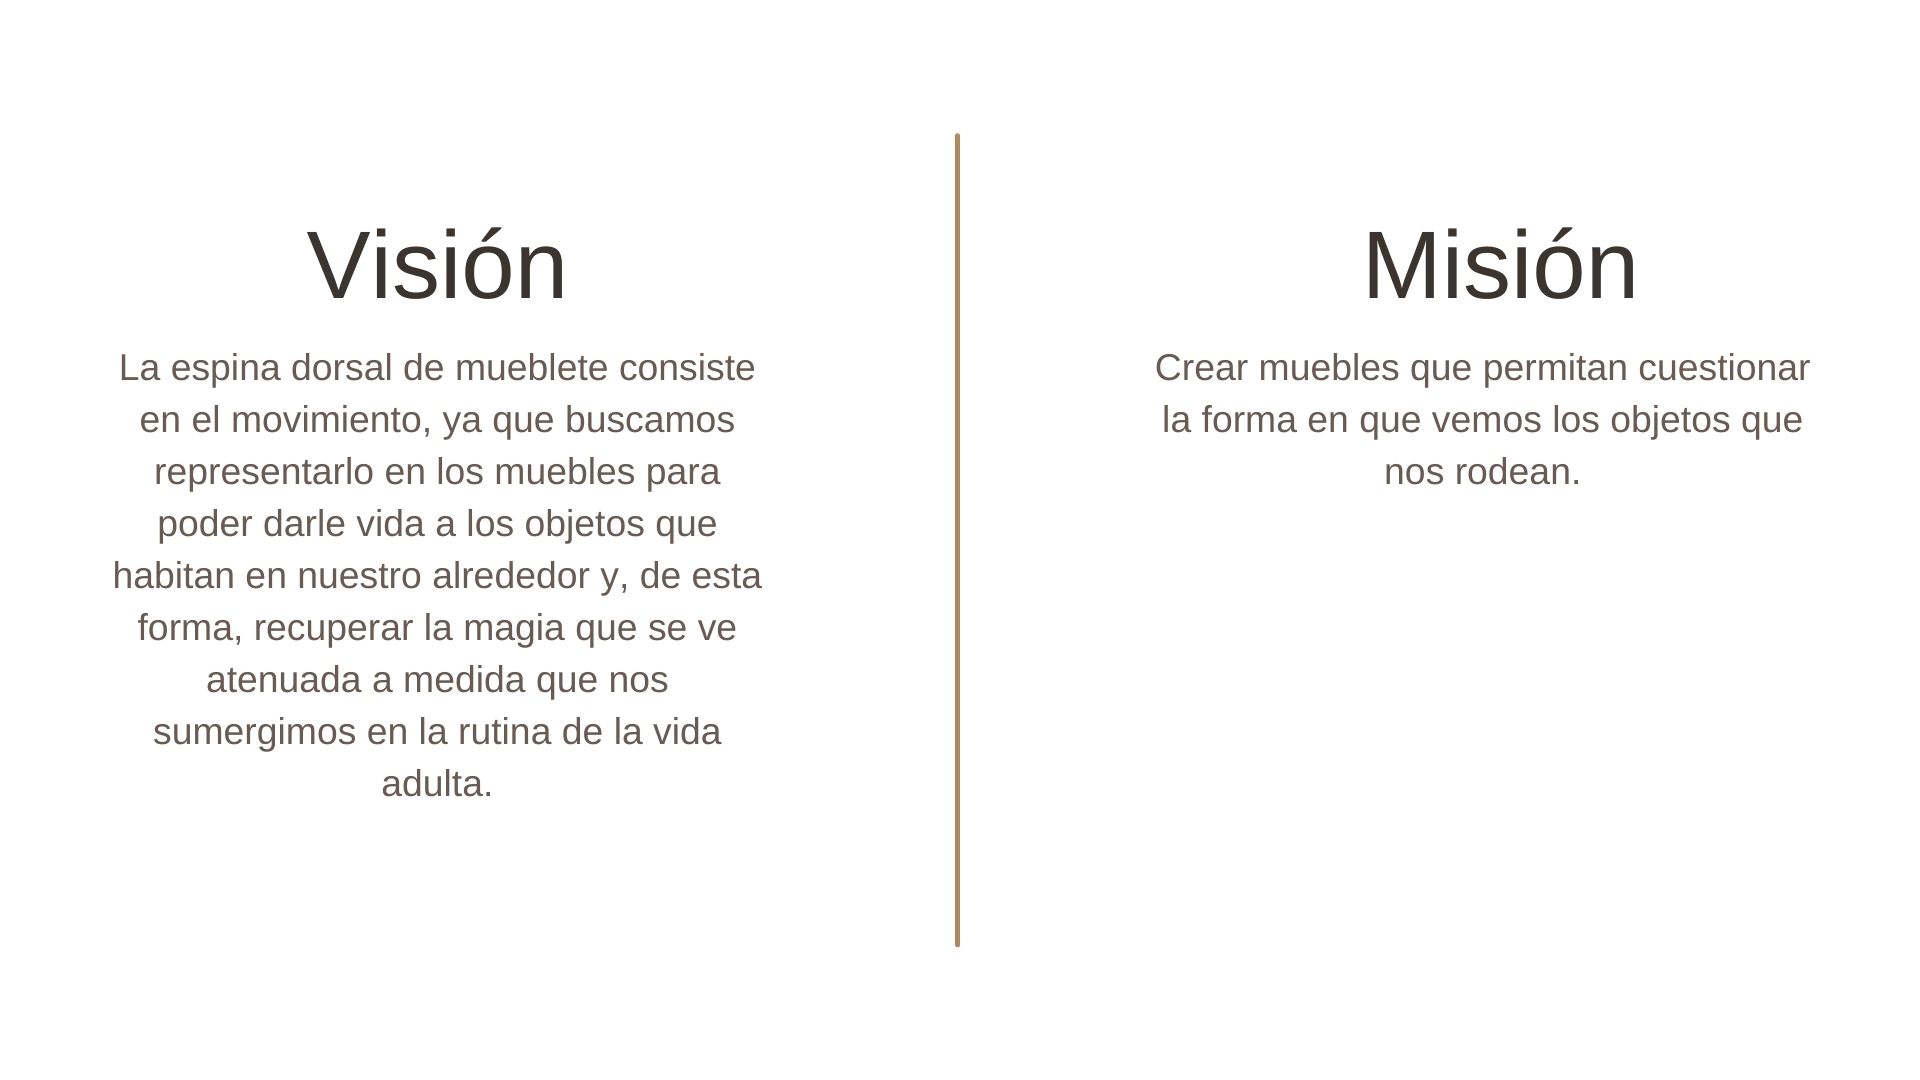 Visión
La espina dorsal de mueblete consiste
en el movimiento, ya que buscamos
representarlo en los muebles para
poder darle vida a los objetos que
habitan en nuestro alrededor y, de esta
forma, recuperar la magia que se ve
atenuada a medida que nos
sumergimos en la rutina de la vida
adulta.
Misión
Crear muebles que permitan cuestionar
la forma en que vemos los objetos que
nos rodean.